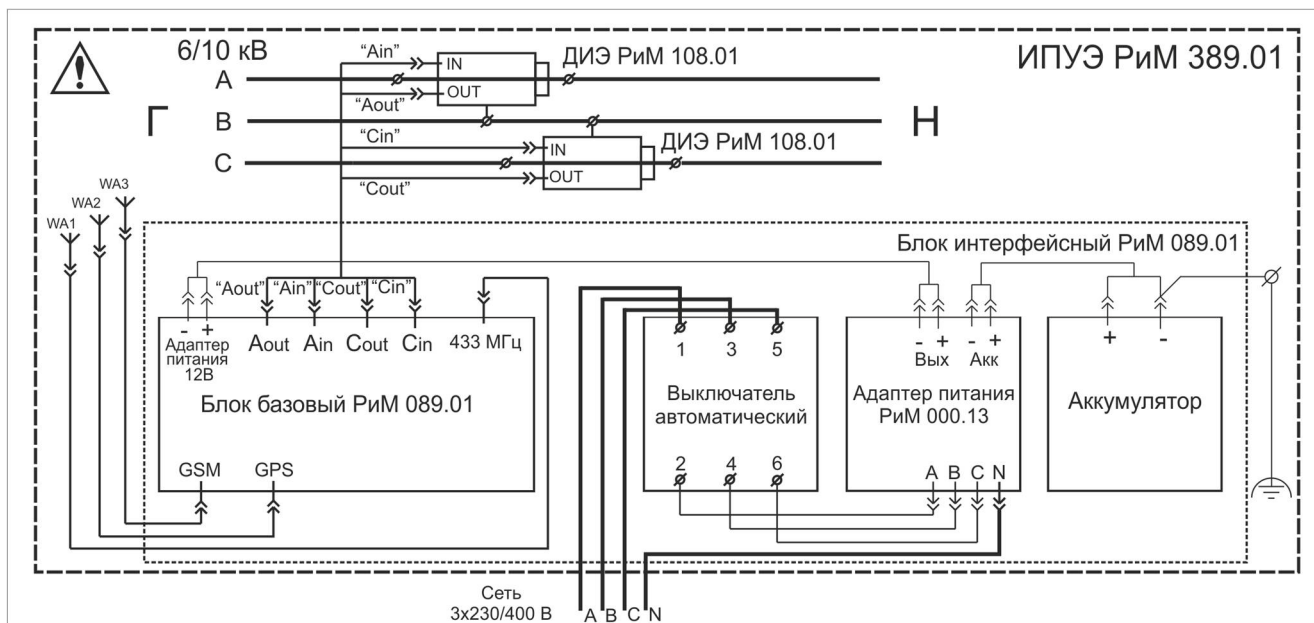 6/10 кВ
“Ain”
IN
ДИЭ РиМ 108.01
ИПУЭ РиМ 389.01
A
OUT
“Aout”
Г
B
Н
“Cin”
IN
ДИЭ РиМ 108.01
C
OUT
“Cout”
WA3
WA2
WA1
Блок интерфейсный РиМ 089.01
“Aout” “Ain” “Cout” “Cin”
- +
Адаптер
питания
12В
Aout Ain Cout Cin 433 МГц
Блок базовый РиМ 089.01
GSM GPS
1 3 5
Выключатель
автоматический
2 4 6
- + - +
Вых Акк
Адаптер питания
РиМ 000.13
A B C N
+ -
Аккумулятор
Сеть
3x230/400 В
A B C N